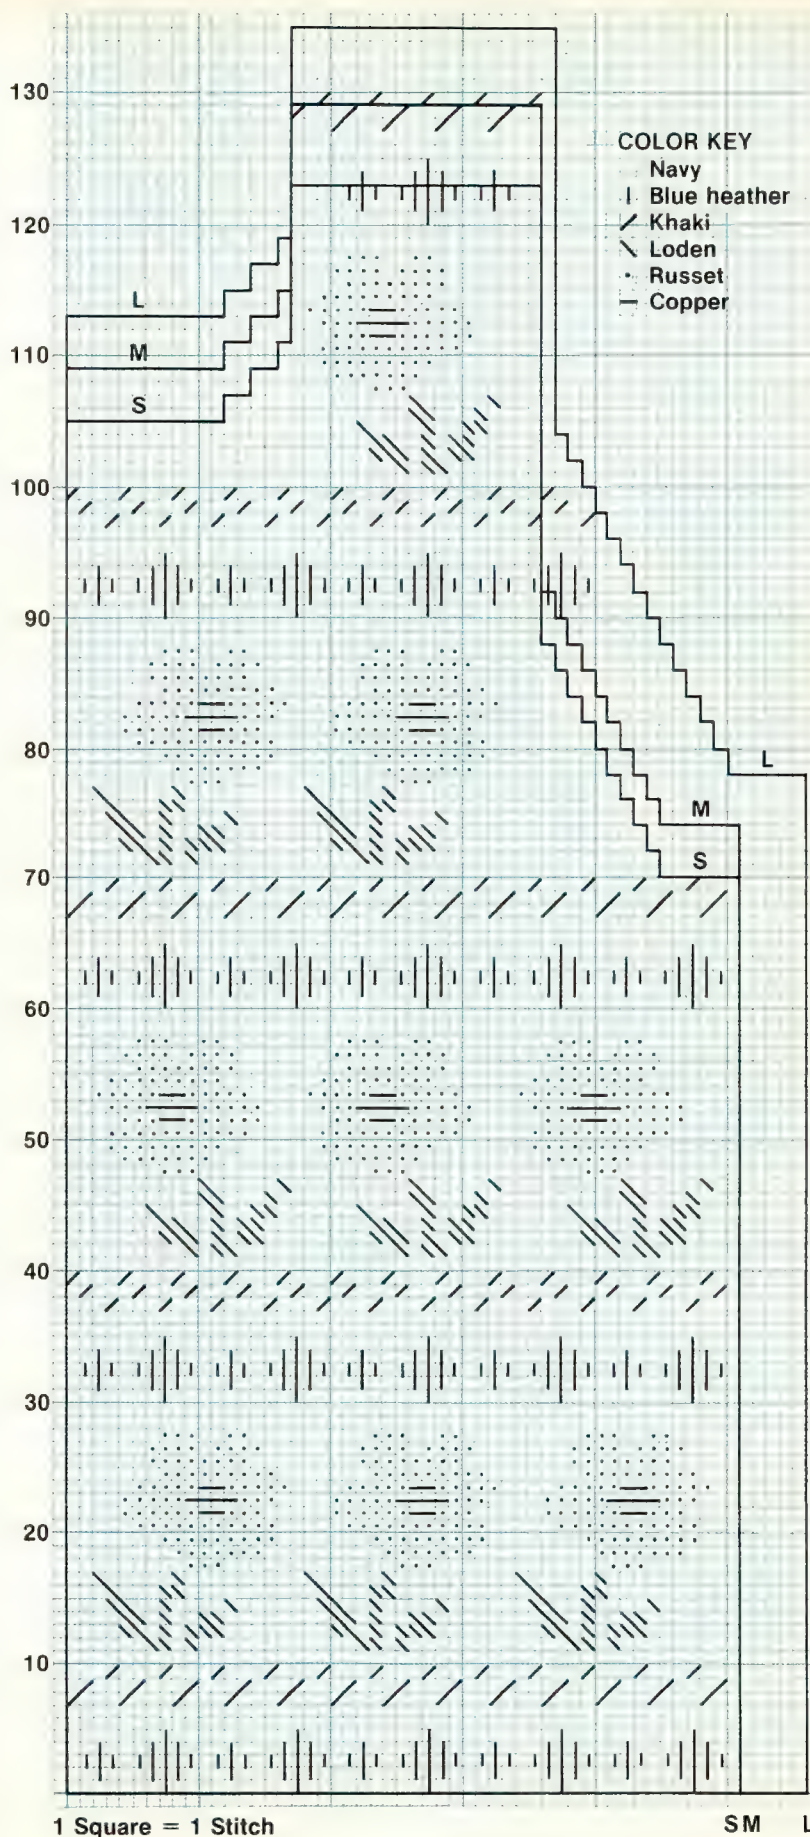 130
COLOR KEY
Navy
Blue heather
Khaki
Loden
Russet
Copper
120
L
M
110
S
100
90
80
L
M
S
70
60
50
40
30
20
10
1 Square = 1 Stitch
SM
L